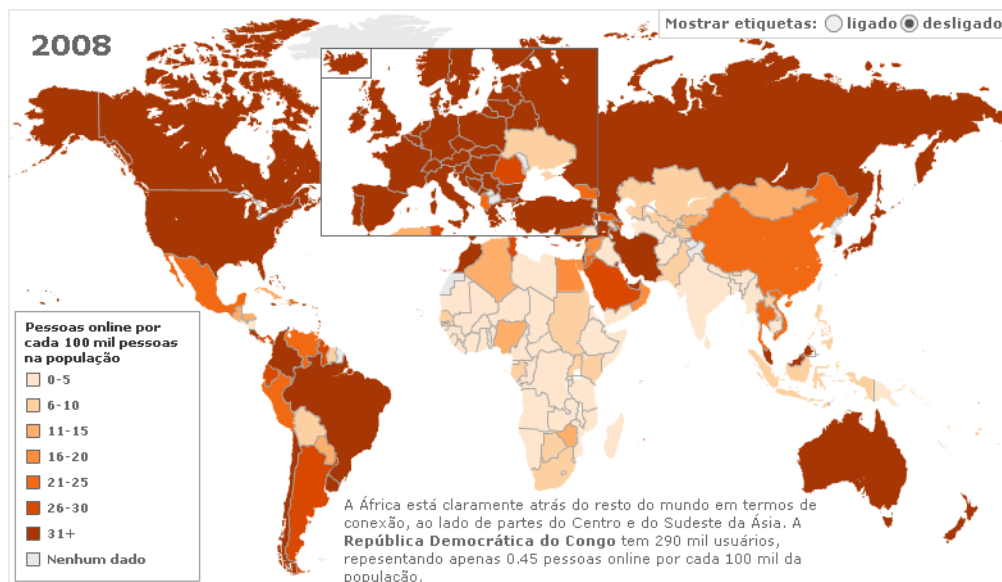 Mostrar etiquetas: ligado desligado
2008
Pessoas online por
cada 100 mil pessoas
na população
0-5
6-10
11-15
16-20
21-25
26-30
31+
Nenhum dado
A África está claramente atrás do resto do mundo em termos de
conexão, ao lado de partes do Centro e do Sudeste da Ásia. A
República Democrática do Congo tem 290 mil usuários,
repesentando apenas 0.45 pessoas online por cada 100 mil da
população.